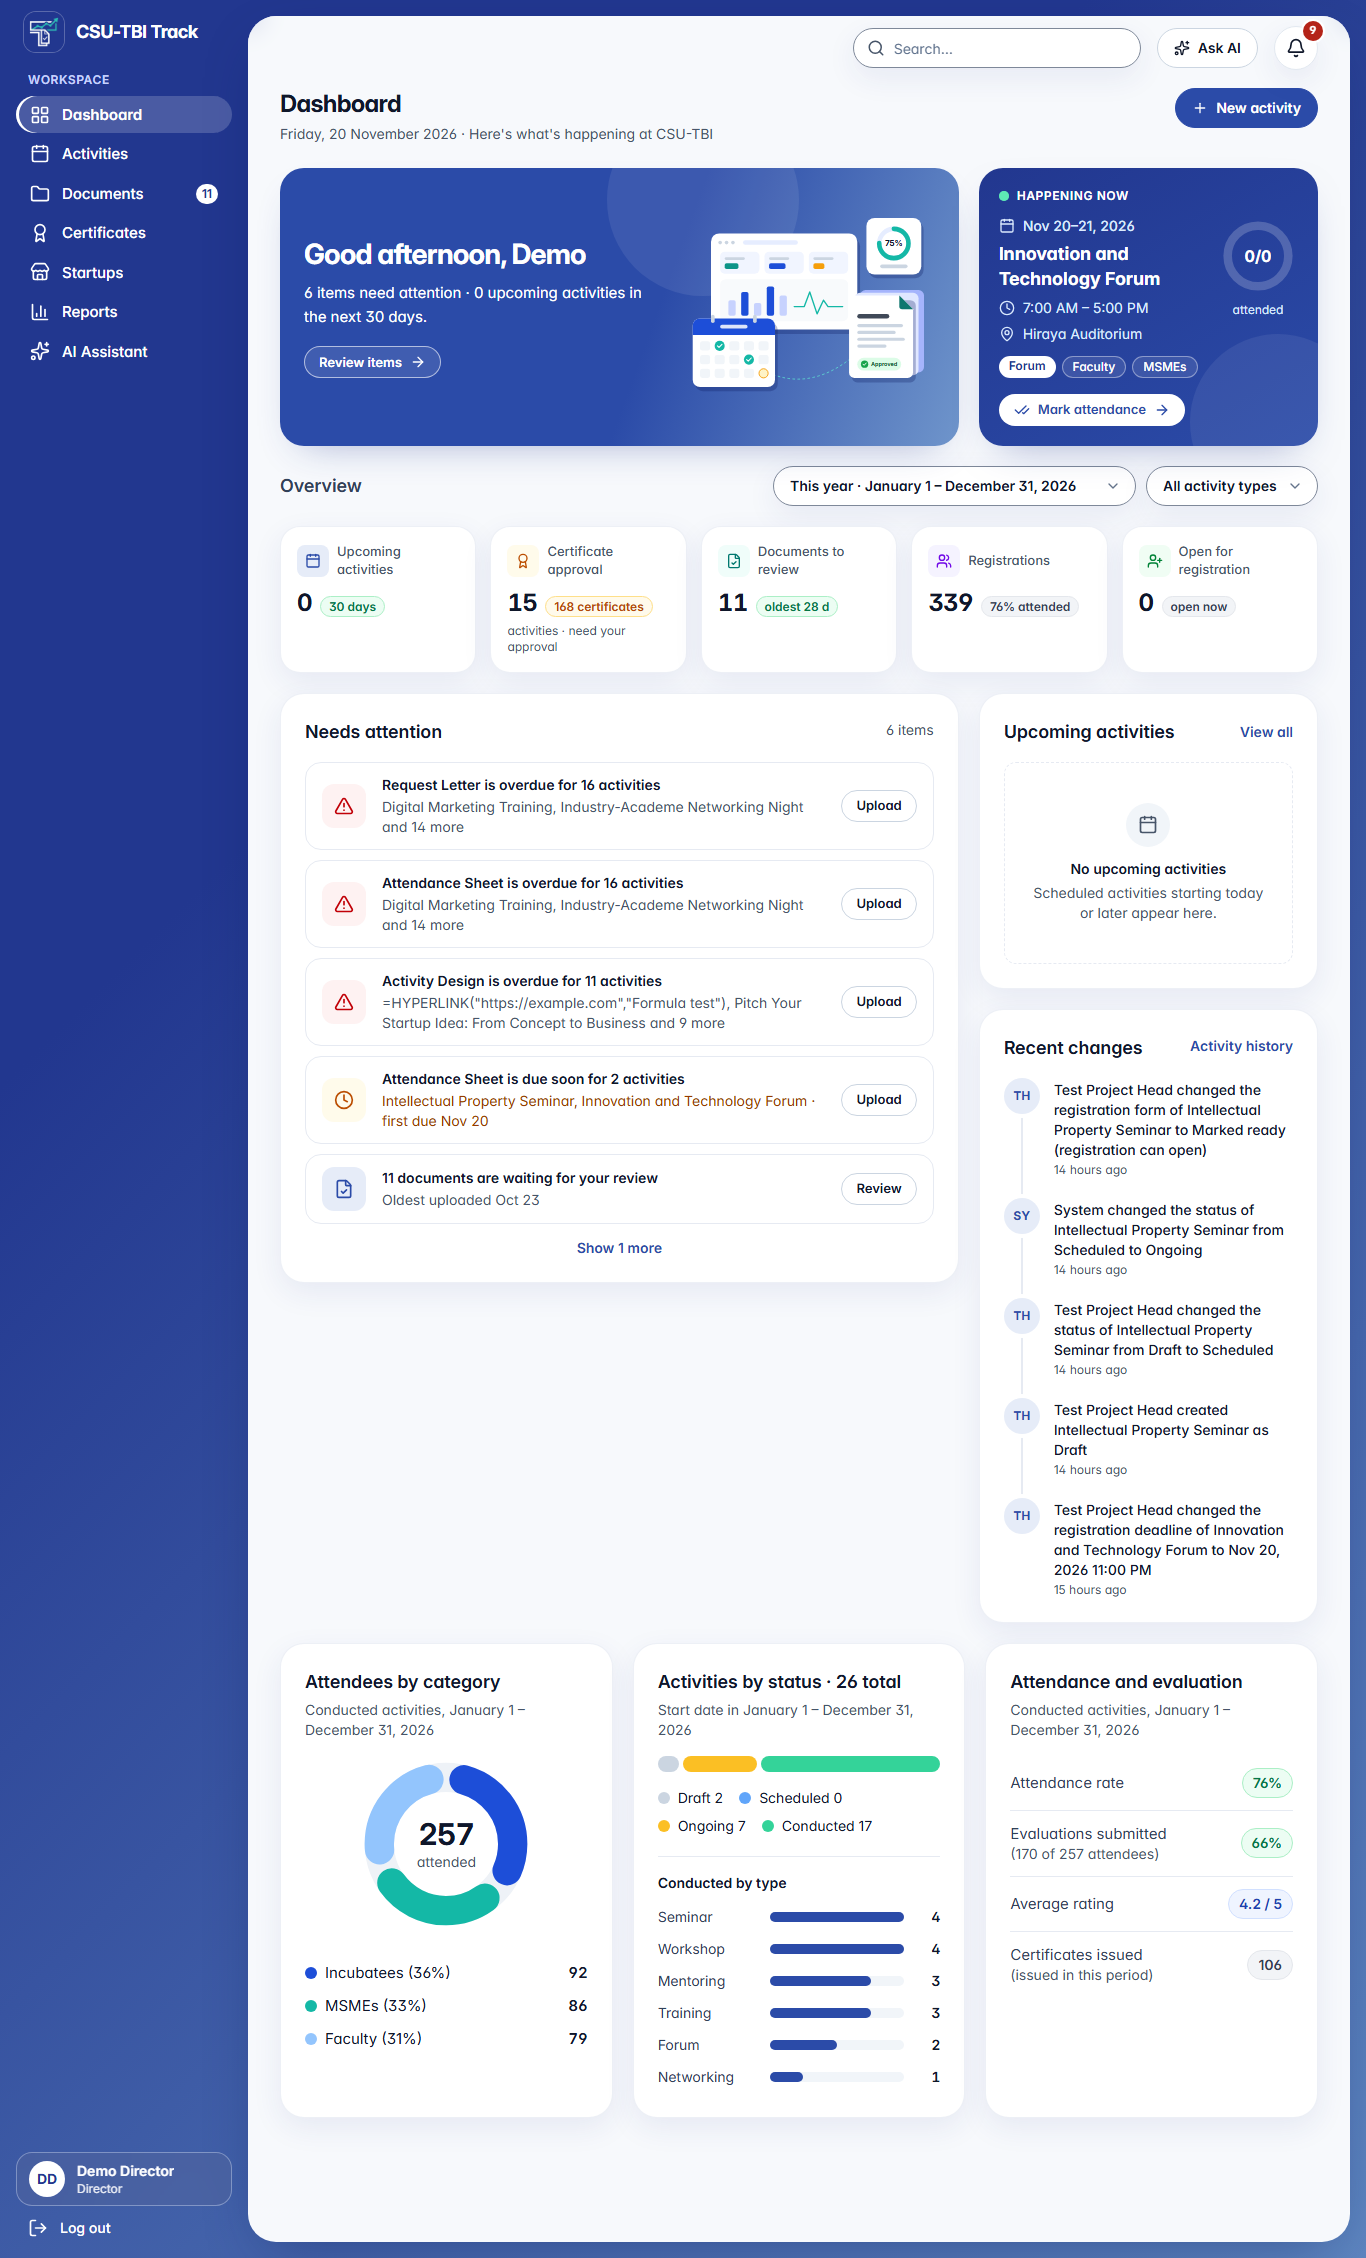 CSU-TBI Track
WORKSPACE
Dashboard
Activities
Documents 11
Certificates
Startups
Reports
AI Assistant
Demo Director
DD
Director
Log out
Search...
Ask AI
9
Dashboard
Friday, 20 November 2026 · Here's what's happening at CSU-TBI
New activity
Good afternoon, Demo
6 items need attention · 0 upcoming activities in
the next 30 days.
Review items
75%
Approved
HAPPENING NOW
Nov 20–21, 2026
Innovation and
Technology Forum
7:00 AM – 5:00 PM
Hiraya Auditorium
0/0
attended
Forum Faculty MSMEs
Mark attendance
Overview
This year · January 1 – December 31, 2026
All activity types
Upcoming
activities
0 30 days
Certificate
approval
15 168 certificates
activities · need your
approval
Documents to
review
11 oldest 28 d
Registrations
339 76% attended
Open for
registration
0 open now
Needs attention
6 items
Request Letter is overdue for 16 activities
Digital Marketing Training, Industry-Academe Networking Night
and 14 more
Upload
Attendance Sheet is overdue for 16 activities
Digital Marketing Training, Industry-Academe Networking Night
and 14 more
Upload
Activity Design is overdue for 11 activities
=HYPERLINK("https://example.com","Formula test"), Pitch Your
Startup Idea: From Concept to Business and 9 more
Upload
Attendance Sheet is due soon for 2 activities
Intellectual Property Seminar, Innovation and Technology Forum ·
first due Nov 20
Upload
11 documents are waiting for your review
Oldest uploaded Oct 23
Review
Show 1 more
Upcoming activities
View all
No upcoming activities
Scheduled activities starting today
or later appear here.
Recent changes
Activity history
TH
Test Project Head changed the
registration form of Intellectual
Property Seminar to Marked ready
(registration can open)
14 hours ago
SY
System changed the status of
Intellectual Property Seminar from
Scheduled to Ongoing
14 hours ago
TH
Test Project Head changed the
status of Intellectual Property
Seminar from Draft to Scheduled
14 hours ago
TH
Test Project Head created
Intellectual Property Seminar as
Draft
14 hours ago
TH
Test Project Head changed the
registration deadline of Innovation
and Technology Forum to Nov 20,
2026 11:00 PM
15 hours ago
Attendees by category
Conducted activities, January 1 –
December 31, 2026
257
attended
Incubatees (36%) 92
MSMEs (33%) 86
Faculty (31%) 79
Activities by status · 26 total
Start date in January 1 – December 31,
2026
Draft 2 Scheduled 0
Ongoing 7 Conducted 17
Conducted by type
Seminar 4
Workshop 4
Mentoring 3
Training 3
Forum 2
Networking 1
Attendance and evaluation
Conducted activities, January 1 –
December 31, 2026
Attendance rate 76%
Evaluations submitted
(170 of 257 attendees)
66%
Average rating 4.2 / 5
Certificates issued
(issued in this period)
106